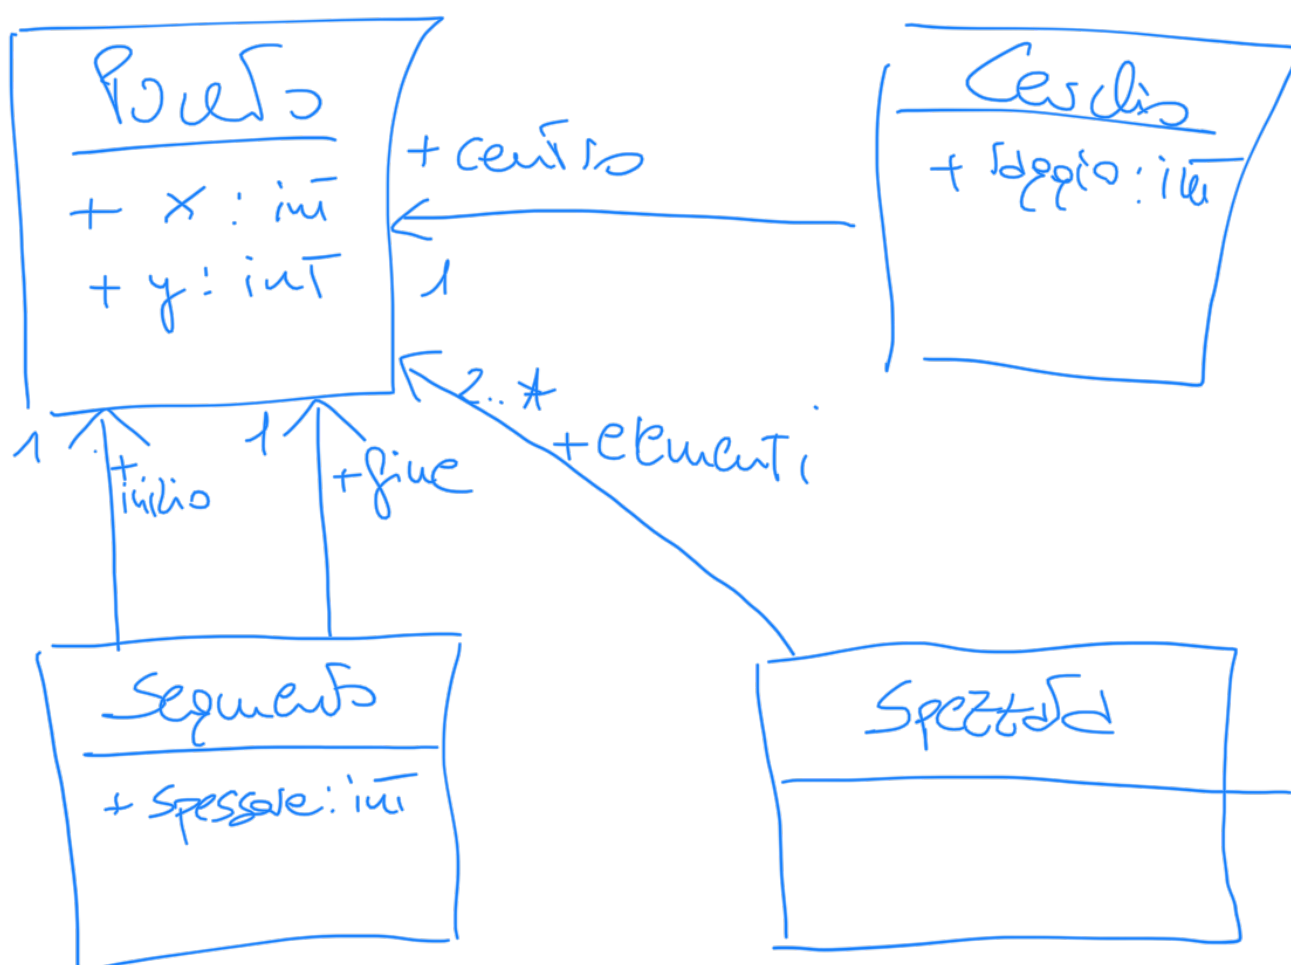 Punto
+ x : int
+ y : int
+ centro
1
Cerchio
+ raggio : int
1
+
inizio
1
+ fine
2..*
+ elementi
Segmento
+ spessore : int
Spezzata